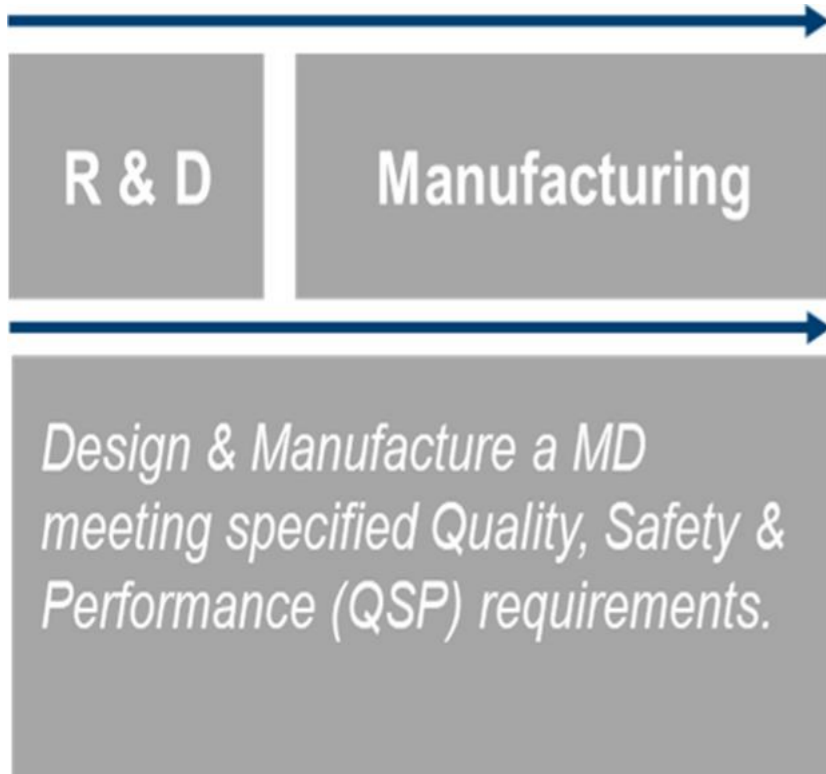 R & D
Manufacturing
Design & Manufacture a MD
meeting specified Quality, Safety &
Performance (QSP) requirements.